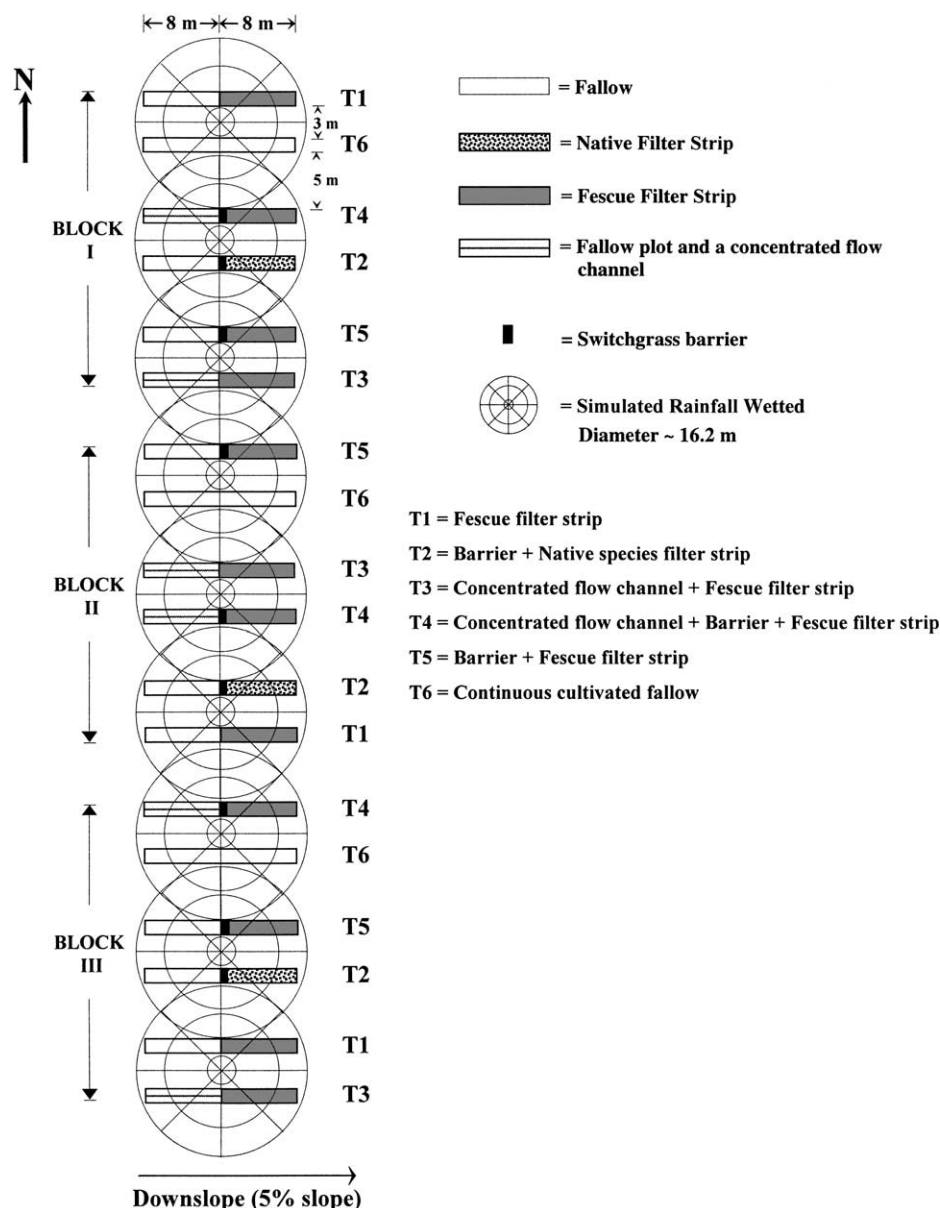 8 m 8 m
N
T1
3 m
T6
5 m
T4
BLOCK
I
T2
T5
T3
T5
T6
T3
BLOCK
II
T4
T2
T1
T4
T6
T5
BLOCK
III
T2
T1
T3
Downslope (5% slope)
= Fallow
= Native Filter Strip
= Fescue Filter Strip
= Fallow plot and a concentrated flow
channel
= Switchgrass barrier
= Simulated Rainfall Wetted
Diameter ~ 16.2 m
T1 = Fescue filter strip
T2 = Barrier + Native species filter strip
T3 = Concentrated flow channel + Fescue filter strip
T4 = Concentrated flow channel + Barrier + Fescue filter strip
T5 = Barrier + Fescue filter strip
T6 = Continuous cultivated fallow